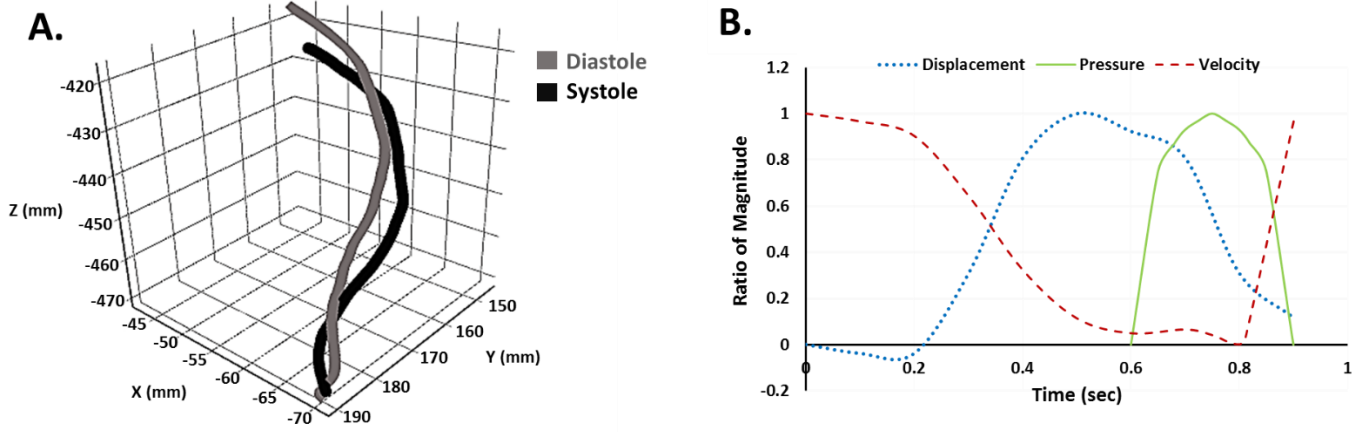 A.
Diastole
Systole
-420
-430
-440
-450
-460
-470
Z (mm)
-45
-50
-55
-60
-65
-70
X (mm)
150
160
170
180
190
Y (mm)
B.
1.2
1
0.8
0.6
0.4
0.2
0
-0.2
Displacement Pressure Velocity
Ratio of Magnitude
0 0.2 0.4 0.6 0.8 1
Time (sec)